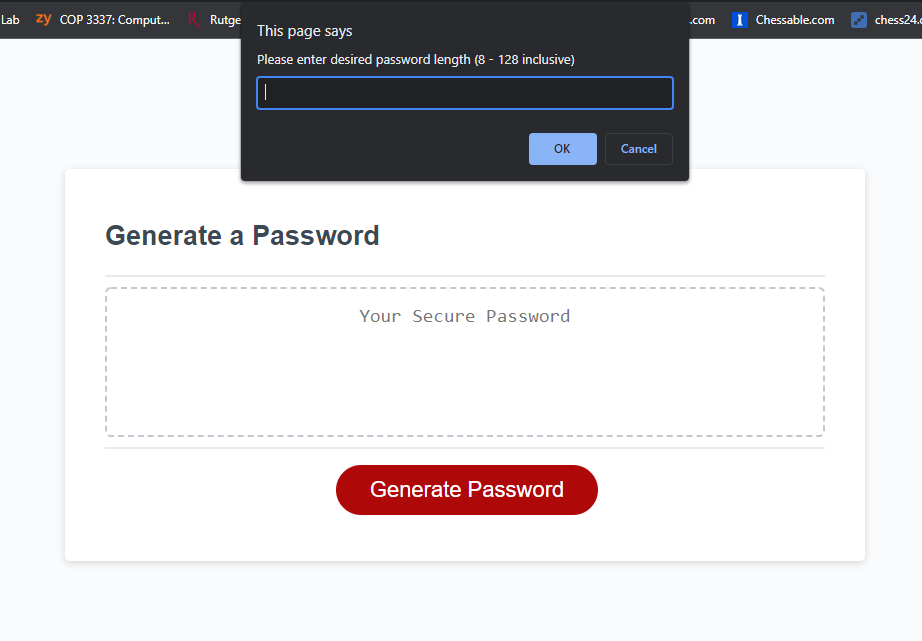 Lab zy COP 3337: Comput... R Rutge .com I Chessable.com chess24.
This page says
Please enter desired password length (8 - 128 inclusive)
OK Cancel
Generate a Password
Your Secure Password
Generate Password